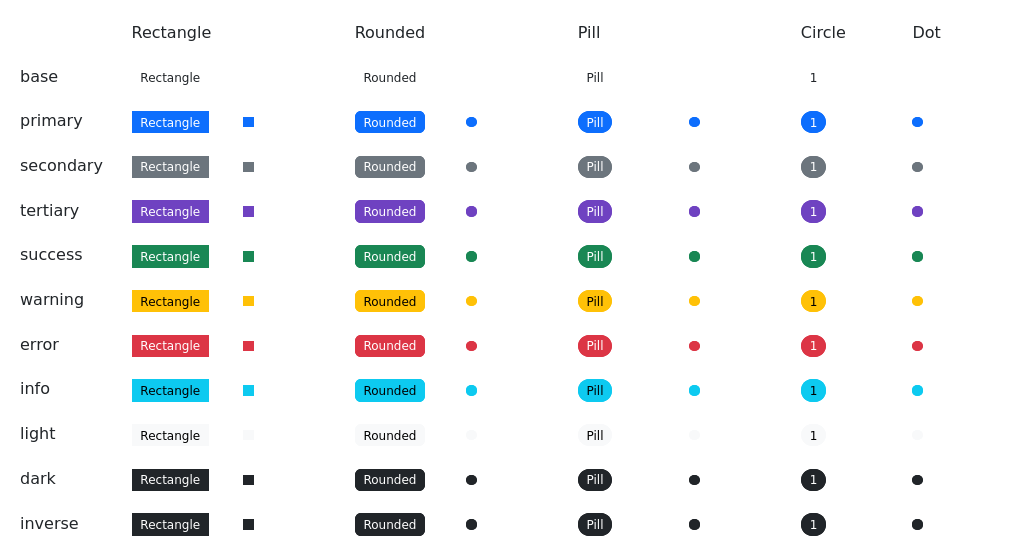 Rectangle Rounded Pill Circle Dot
base Rectangle Rounded Pill 1
primary Rectangle Rounded Pill 1
secondary Rectangle Rounded Pill 1
tertiary Rectangle Rounded Pill 1
success Rectangle Rounded Pill 1
warning Rectangle Rounded Pill 1
error Rectangle Rounded Pill 1
info Rectangle Rounded Pill 1
light Rectangle Rounded Pill 1
dark Rectangle Rounded Pill 1
inverse Rectangle Rounded Pill 1